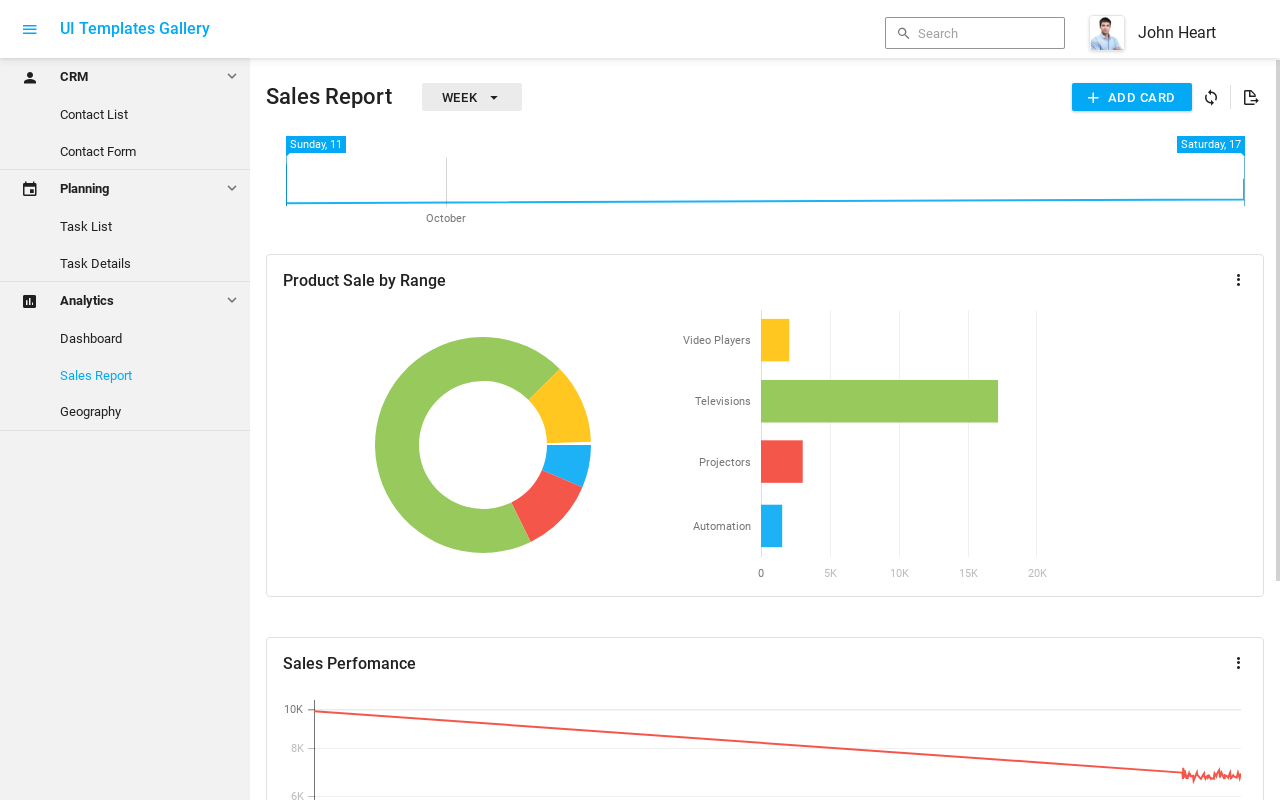 UI Templates Gallery
Search
John Heart
CRM
Contact List
Contact Form
Planning
Task List
Task Details
Analytics
Dashboard
Sales Report
Geography
Sales Report
WEEK
ADD CARD
Sunday, 11
Saturday, 17
October
Product Sale by Range
Video Players
Televisions
Projectors
Automation
0 5K 10K 15K 20K
Sales Perfomance
10K
8K
6K